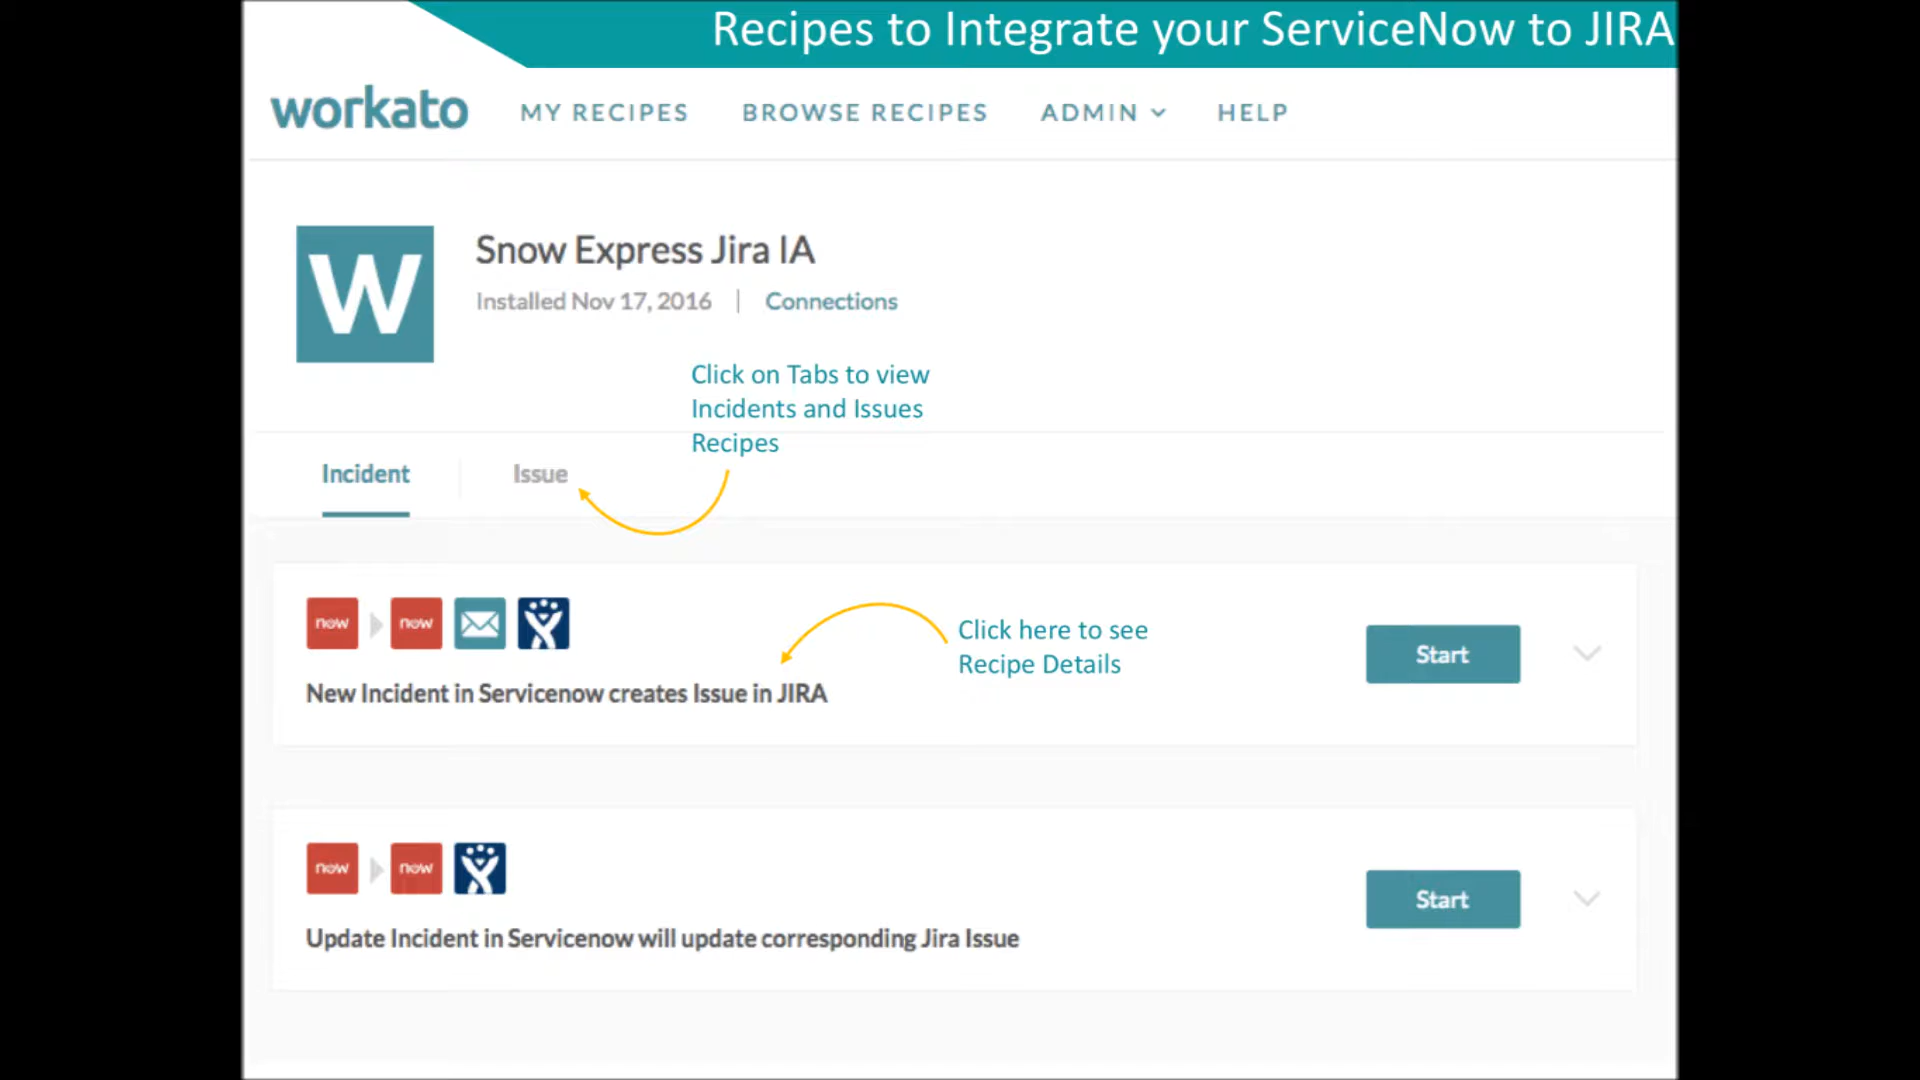 Recipes to Integrate your ServiceNow to JIRA
workato MY RECIPES BROWSE RECIPES ADMIN HELP
W
Snow Express Jira IA
Installed Nov 17, 2016 | Connections
Click on Tabs to view
Incidents and Issues
Recipes
Incident Issue
now now
Click here to see
Recipe Details
Start
New Incident in Servicenow creates Issue in JIRA
now now
Start
Update Incident in Servicenow will update corresponding Jira Issue